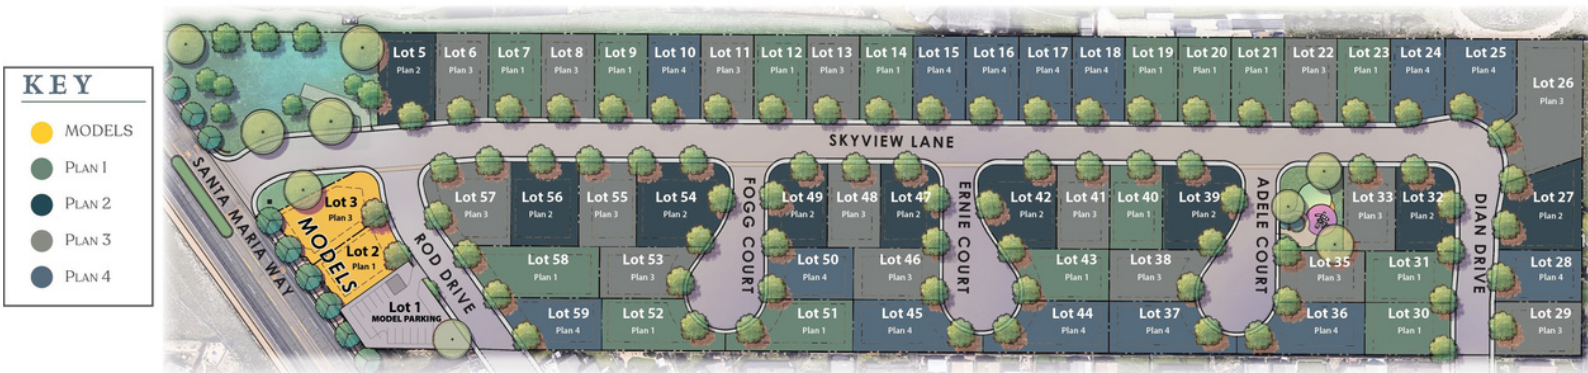 KEY
MODELS
PLAN 1
PLAN 2
PLAN 3
PLAN 4
Lot 5
Plan 2
Lot 6
Plan 3
Lot 7
Plan 1
Lot 8
Plan 3
Lot 9
Plan 1
Lot 10
Plan 4
Lot 11
Plan 3
Lot 12
Plan 1
Lot 13
Plan 3
Lot 14
Plan 1
Lot 15
Plan 4
Lot 16
Plan 4
Lot 17
Plan 4
Lot 18
Plan 4
Lot 19
Plan 1
Lot 20
Plan 1
Lot 21
Plan 1
Lot 22
Plan 3
Lot 23
Plan 1
Lot 24
Plan 4
Lot 25
Plan 4
Lot 26
Plan 3
SKYVIEW LANE
SANTA MARIA WAY
Lot 3
Plan 3
MODELS
Lot 2
Plan 1
Lot 1
MODEL PARKING
ROD DRIVE
Lot 57
Plan 3
Lot 56
Plan 2
Lot 55
Plan 3
Lot 54
Plan 2
FOGG COURT
Lot 49
Plan 2
Lot 48
Plan 3
Lot 47
Plan 2
ERNIE COURT
Lot 42
Plan 2
Lot 41
Plan 3
Lot 40
Plan 1
Lot 39
Plan 2
ADELE COURT
Lot 33
Plan 3
Lot 32
Plan 2
DIAN DRIVE
Lot 27
Plan 2
Lot 58
Plan 1
Lot 53
Plan 3
Lot 50
Plan 4
Lot 46
Plan 3
Lot 43
Plan 1
Lot 38
Plan 3
Lot 35
Plan 3
Lot 31
Plan 1
Lot 28
Plan 4
Lot 59
Plan 4
Lot 52
Plan 1
Lot 51
Plan 1
Lot 45
Plan 4
Lot 44
Plan 4
Lot 37
Plan 4
Lot 36
Plan 4
Lot 30
Plan 1
Lot 29
Plan 3